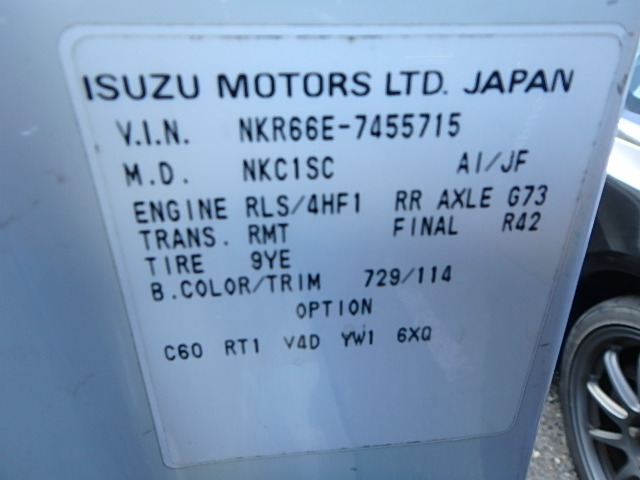 ISUZU MOTORS LTD. JAPAN
V.I.N. NKR66E-7455715
M.D. NKC1SC AI/JF
ENGINE RLS/4HF1 RR AXLE G73
TRANS. RMT FINAL R42
TIRE 9YE
B.COLOR/TRIM 729/114
OPTION
C60 RT1 V4D YW1 6XQ